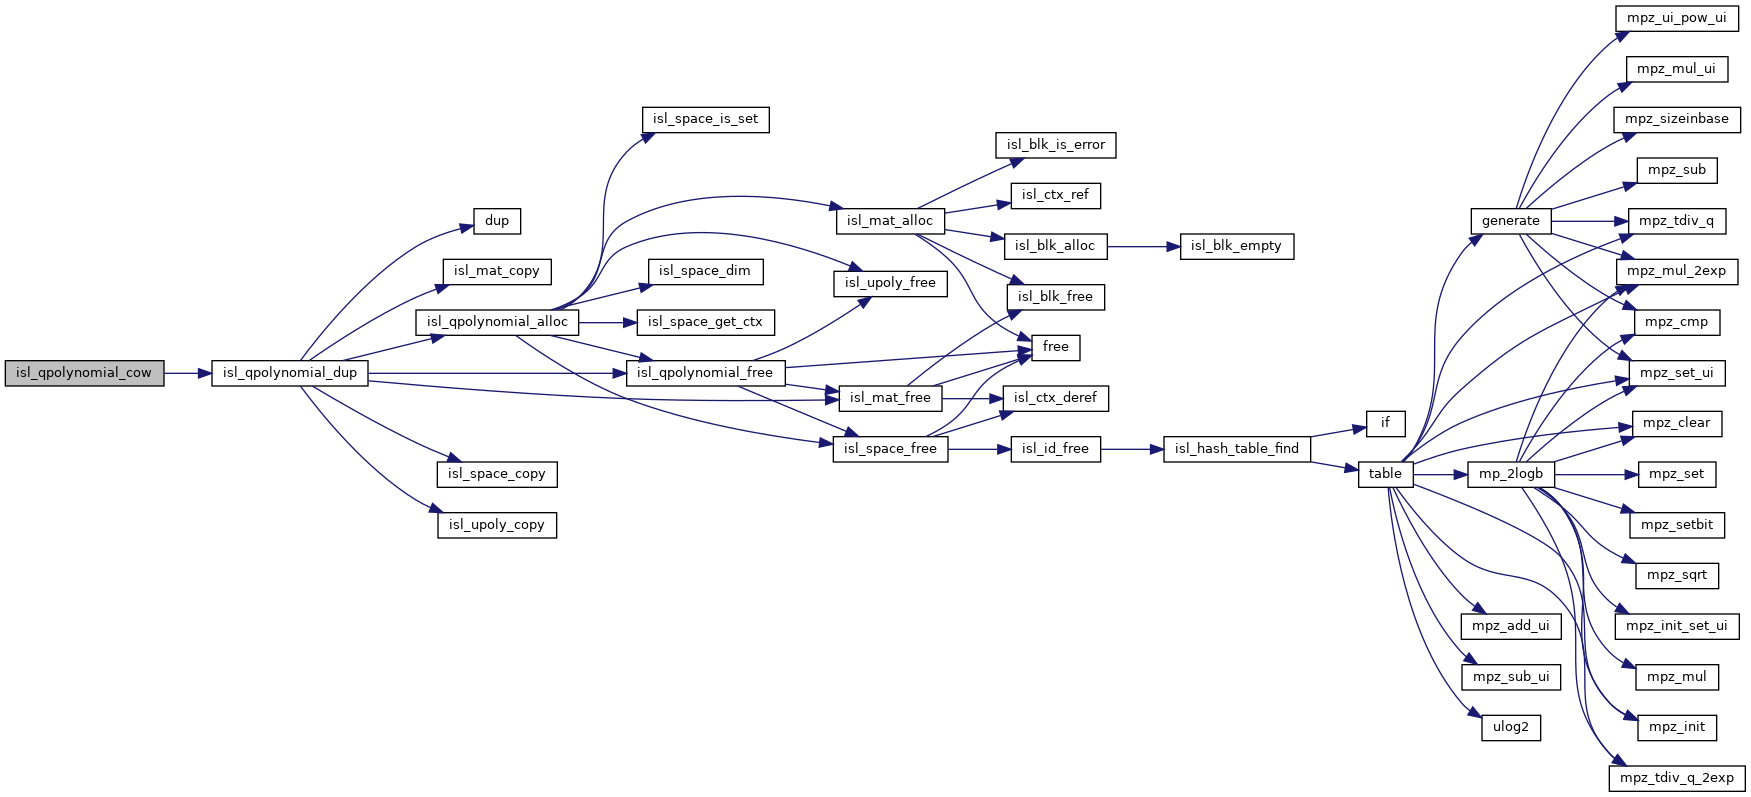 isl_qpolynomial_cow
isl_qpolynomial_dup
dup
isl_mat_copy
isl_qpolynomial_alloc
isl_space_copy
isl_upoly_copy
isl_space_is_set
isl_space_dim
isl_space_get_ctx
isl_qpolynomial_free
isl_mat_alloc
isl_upoly_free
isl_mat_free
isl_space_free
isl_blk_is_error
isl_ctx_ref
isl_blk_alloc
isl_blk_free
free
isl_ctx_deref
isl_id_free
isl_blk_empty
isl_hash_table_find
if
table
generate
mp_2logb
mpz_add_ui
mpz_sub_ui
ulog2
mpz_ui_pow_ui
mpz_mul_ui
mpz_sizeinbase
mpz_sub
mpz_tdiv_q
mpz_mul_2exp
mpz_cmp
mpz_set_ui
mpz_clear
mpz_set
mpz_setbit
mpz_sqrt
mpz_init_set_ui
mpz_mul
mpz_init
mpz_tdiv_q_2exp